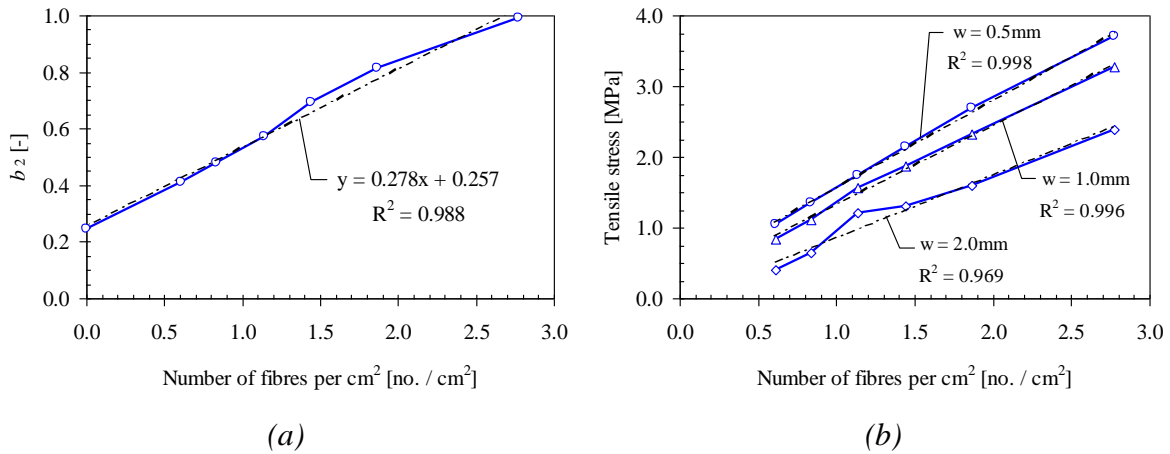 1.0
0.8
0.6
0.4
0.2
0.0
b₂ [-]
y = 0.278x + 0.257
R² = 0.988
0.0 0.5 1.0 1.5 2.0 2.5 3.0
Number of fibres per cm² [no. / cm²]
(a)
4.0
3.0
2.0
1.0
0.0
Tensile stress [MPa]
w = 0.5mm
R² = 0.998
w = 1.0mm
R² = 0.996
w = 2.0mm
R² = 0.969
0.0 0.5 1.0 1.5 2.0 2.5 3.0
Number of fibres per cm² [no. / cm²]
(b)